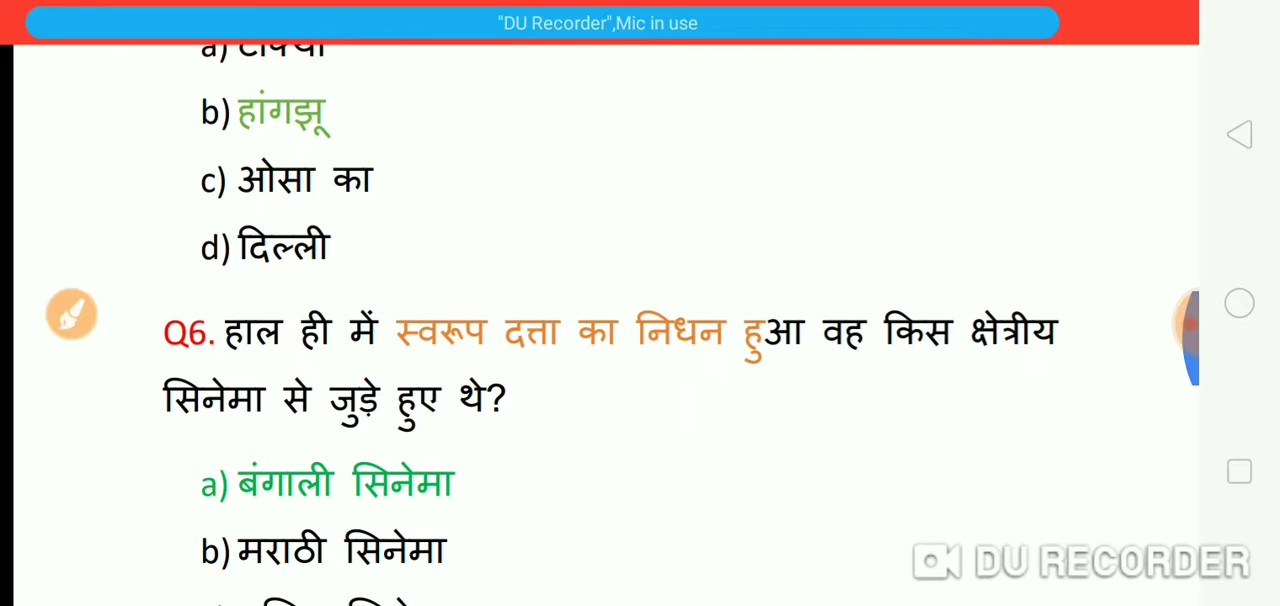 "DU Recorder",Mic in use
b) हांगझू
c) ओसा का
d) दिल्ली
Q6. हाल ही में स्वरूप दत्ता का निधन हुआ वह किस क्षेत्रीय
सिनेमा से जुड़े हुए थे?
a) बंगाली सिनेमा
b) मराठी सिनेमा
DU RECORDER